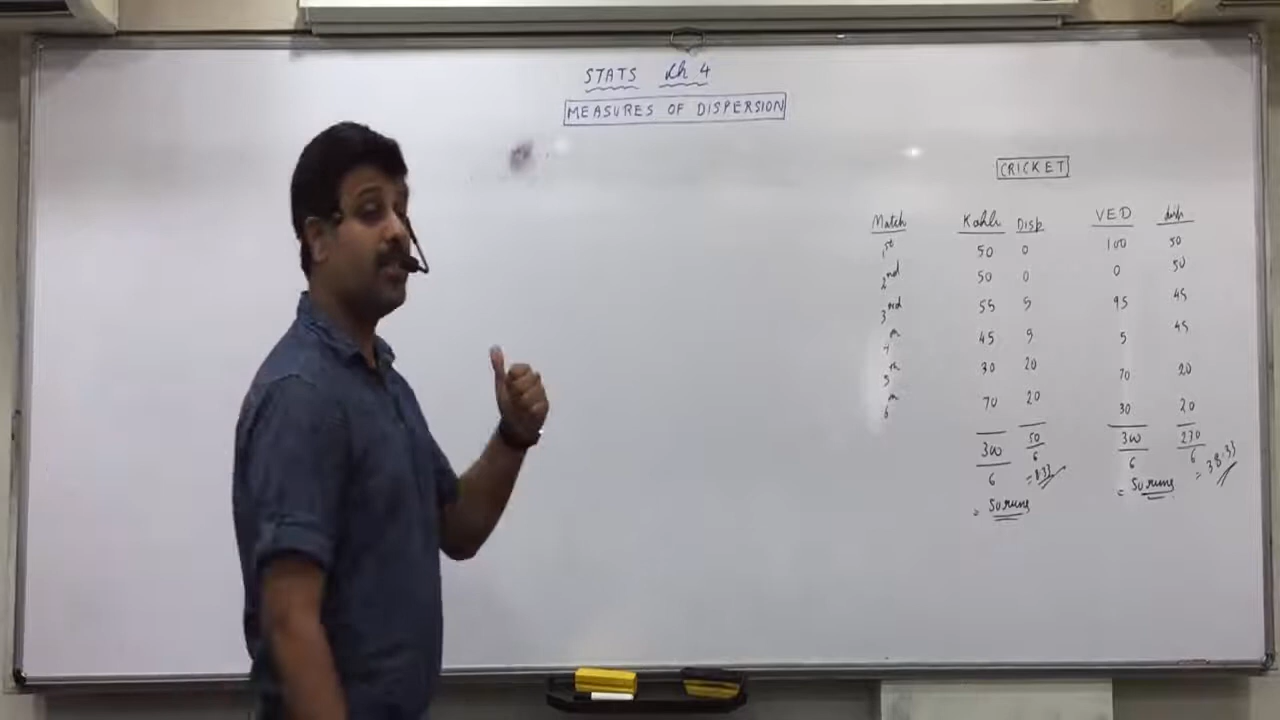 STATS Ch 4
MEASURES OF DISPERSION
CRICKET
Match Kohli Disp. VED disp.
1st 50 0 100 50
2nd 50 0 0 50
3rd 55 5 95 45
4th 45 5 5 45
5th 30 20 70 20
6th 70 20 30 20
300 50 300 230
6 6 6 6
= 8.33 = 38.33
= 50 runs = 50 runs